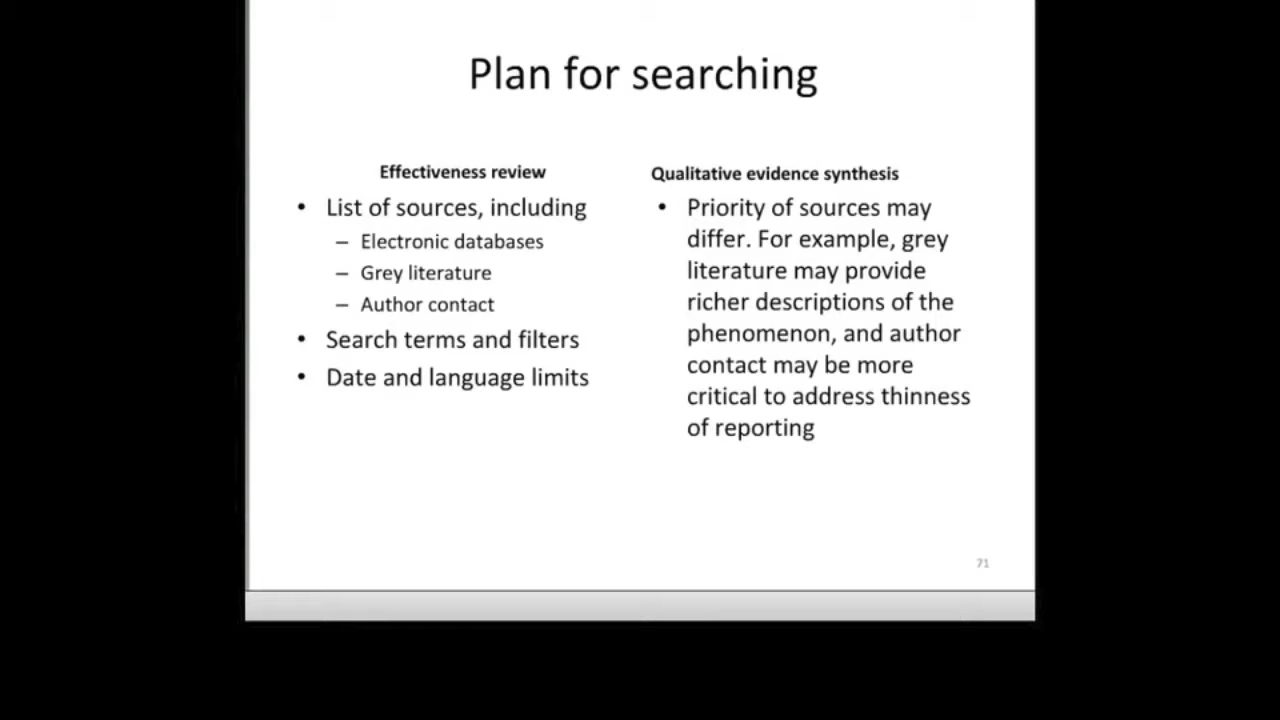 Plan for searching
Effectiveness review
• List of sources, including
– Electronic databases
– Grey literature
– Author contact
• Search terms and filters
• Date and language limits
Qualitative evidence synthesis
• Priority of sources may
differ. For example, grey
literature may provide
richer descriptions of the
phenomenon, and author
contact may be more
critical to address thinness
of reporting
71